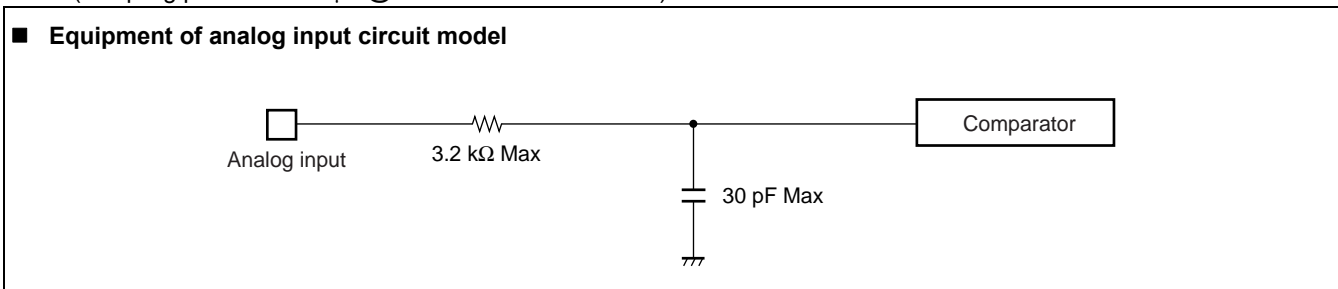 ■ Equipment of analog input circuit model
Analog input
3.2 kΩ Max
Comparator
30 pF Max